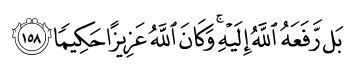 بَل رَّفَعَهُ ٱللَّهُ إِلَيْهِۚ وَكَانَ ٱللَّهُ عَزِيزًا حَكِيمًا ١٥٨